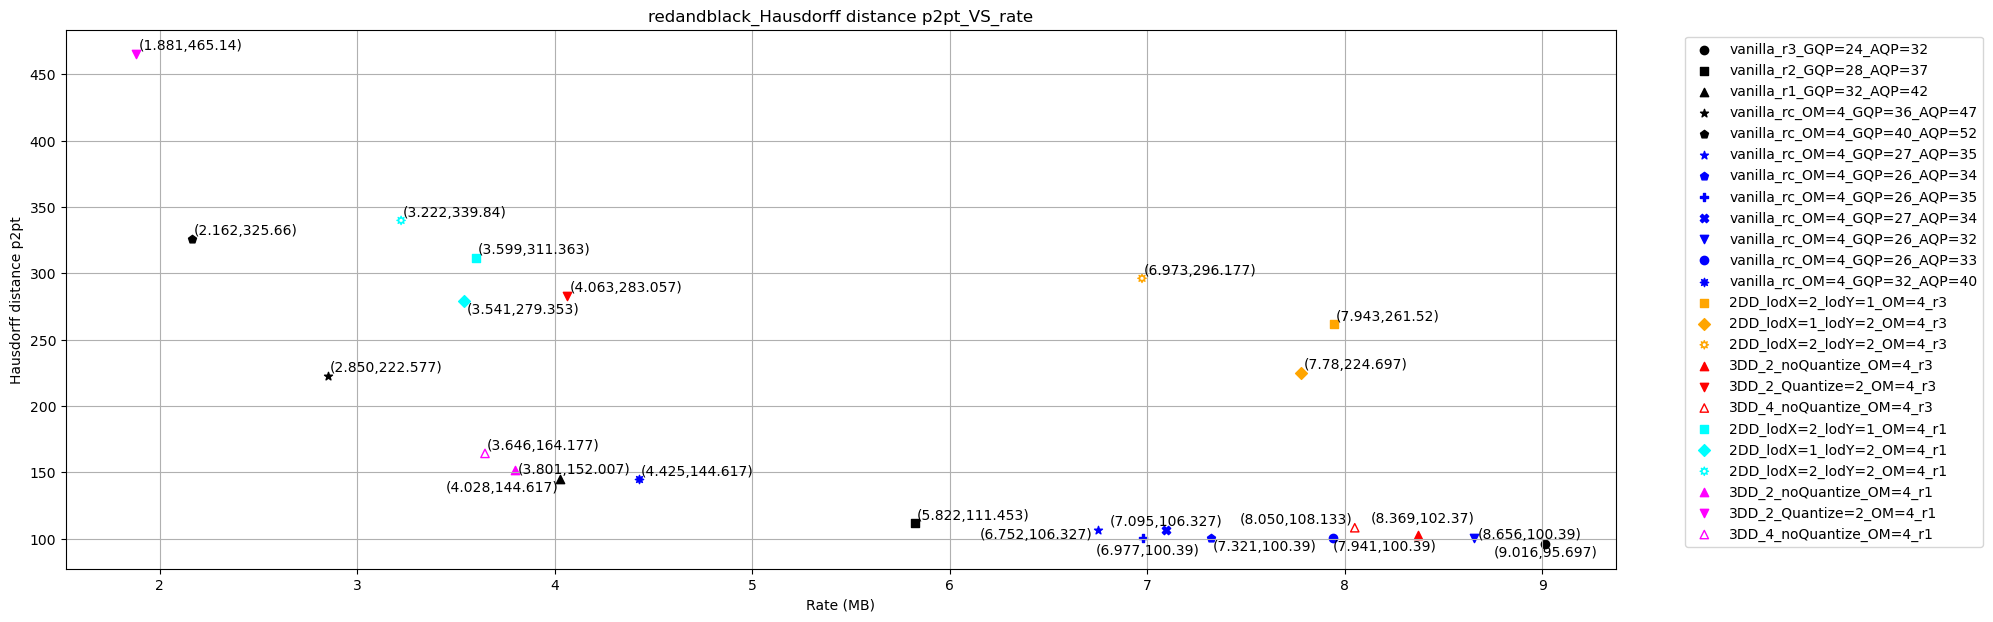 redandblack_Hausdorff distance p2pt_VS_rate
Hausdorff distance p2pt
450
400
350
300
250
200
150
100
(1.881,465.14)
(2.162,325.66)
(3.222,339.84)
(3.599,311.363)
(4.063,283.057)
(3.541,279.353)
(2.850,222.577)
(6.973,296.177)
(7.943,261.52)
(7.78,224.697)
(3.646,164.177)
(3.801,152.007)
(4.425,144.617)
(4.028,144.617)
(5.822,111.453)
(6.752,106.327)
(7.095,106.327)
(8.050,108.133)
(8.369,102.37)
(8.656,100.39)
(6.977,100.39)
(7.321,100.39)
(7.941,100.39)
(9.016,95.697)
2
3
4
5
6
7
8
9
Rate (MB)
vanilla_r3_GQP=24_AQP=32
vanilla_r2_GQP=28_AQP=37
vanilla_r1_GQP=32_AQP=42
vanilla_rc_OM=4_GQP=36_AQP=47
vanilla_rc_OM=4_GQP=40_AQP=52
vanilla_rc_OM=4_GQP=27_AQP=35
vanilla_rc_OM=4_GQP=26_AQP=34
vanilla_rc_OM=4_GQP=26_AQP=35
vanilla_rc_OM=4_GQP=27_AQP=34
vanilla_rc_OM=4_GQP=26_AQP=32
vanilla_rc_OM=4_GQP=26_AQP=33
vanilla_rc_OM=4_GQP=32_AQP=40
2DD_lodX=2_lodY=1_OM=4_r3
2DD_lodX=1_lodY=2_OM=4_r3
2DD_lodX=2_lodY=2_OM=4_r3
3DD_2_noQuantize_OM=4_r3
3DD_2_Quantize=2_OM=4_r3
3DD_4_noQuantize_OM=4_r3
2DD_lodX=2_lodY=1_OM=4_r1
2DD_lodX=1_lodY=2_OM=4_r1
2DD_lodX=2_lodY=2_OM=4_r1
3DD_2_noQuantize_OM=4_r1
3DD_2_Quantize=2_OM=4_r1
3DD_4_noQuantize_OM=4_r1